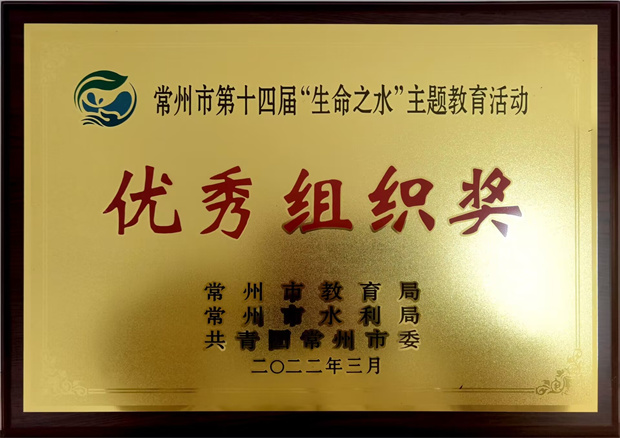 常州市第十四届“生命之水”主题教育活动
优秀组织奖
常州市教育局
常州市水利局
共青团常州市委
二〇二二年三月